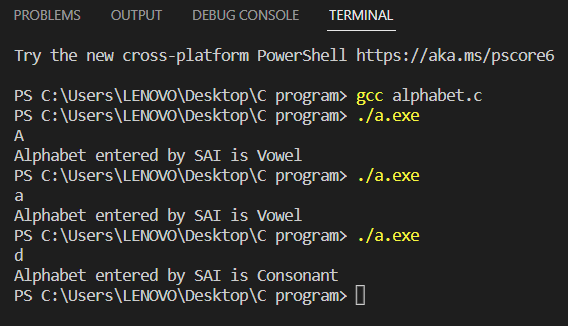 PROBLEMS OUTPUT DEBUG CONSOLE TERMINAL
Try the new cross-platform PowerShell https://aka.ms/pscore6
PS C:\Users\LENOVO\Desktop\C program> gcc alphabet.c
PS C:\Users\LENOVO\Desktop\C program> ./a.exe
A
Alphabet entered by SAI is Vowel
PS C:\Users\LENOVO\Desktop\C program> ./a.exe
a
Alphabet entered by SAI is Vowel
PS C:\Users\LENOVO\Desktop\C program> ./a.exe
d
Alphabet entered by SAI is Consonant
PS C:\Users\LENOVO\Desktop\C program>